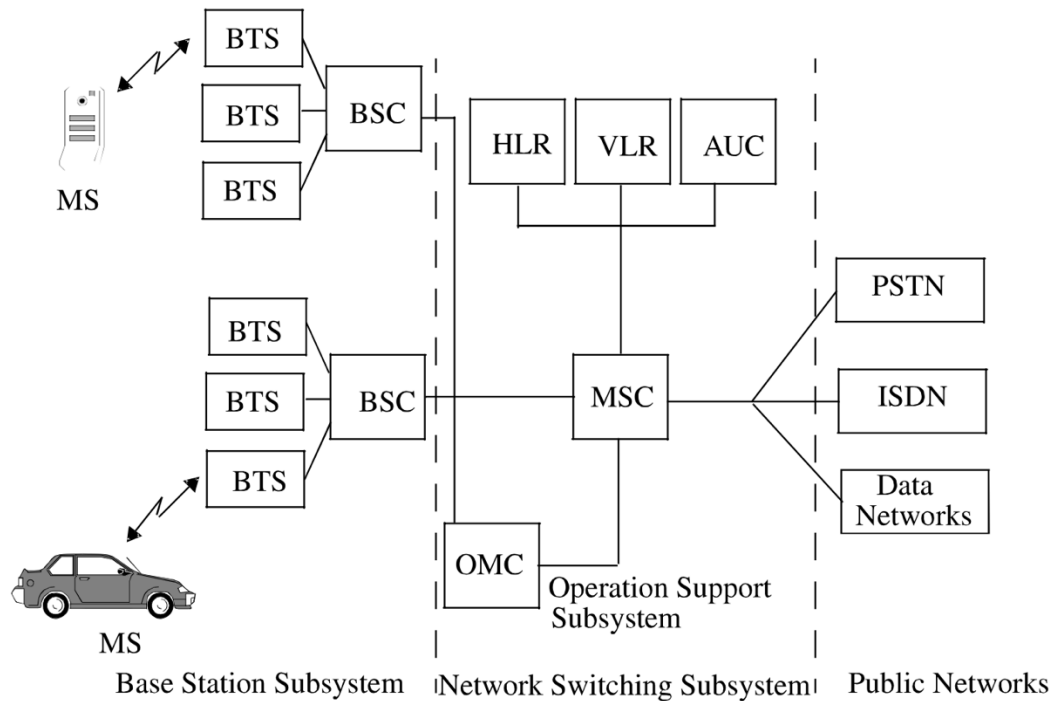 BTS
BTS
BSC
HLR
VLR
AUC
BTS
MS
PSTN
BTS
BTS
BSC
MSC
ISDN
BTS
Data
Networks
OMC
Operation Support
Subsystem
MS
Base Station Subsystem
Network Switching Subsystem
Public Networks